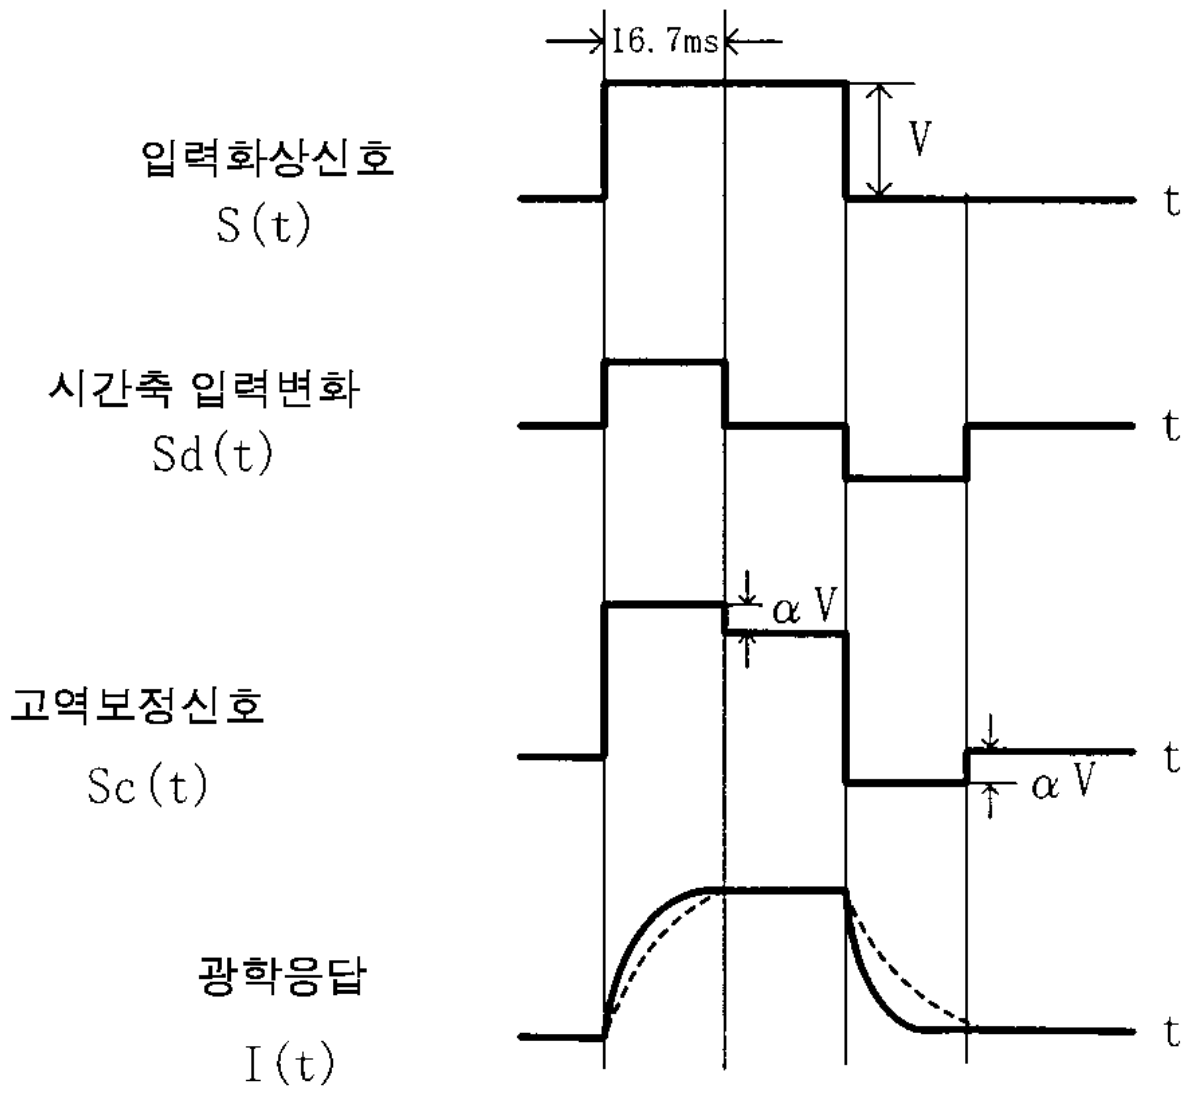 16.7ms
V
입력화상신호
S(t)
t
시간축 입력변화
Sd(t)
t
αV
고역보정신호
Sc(t)
t
αV
광학응답
I(t)
t